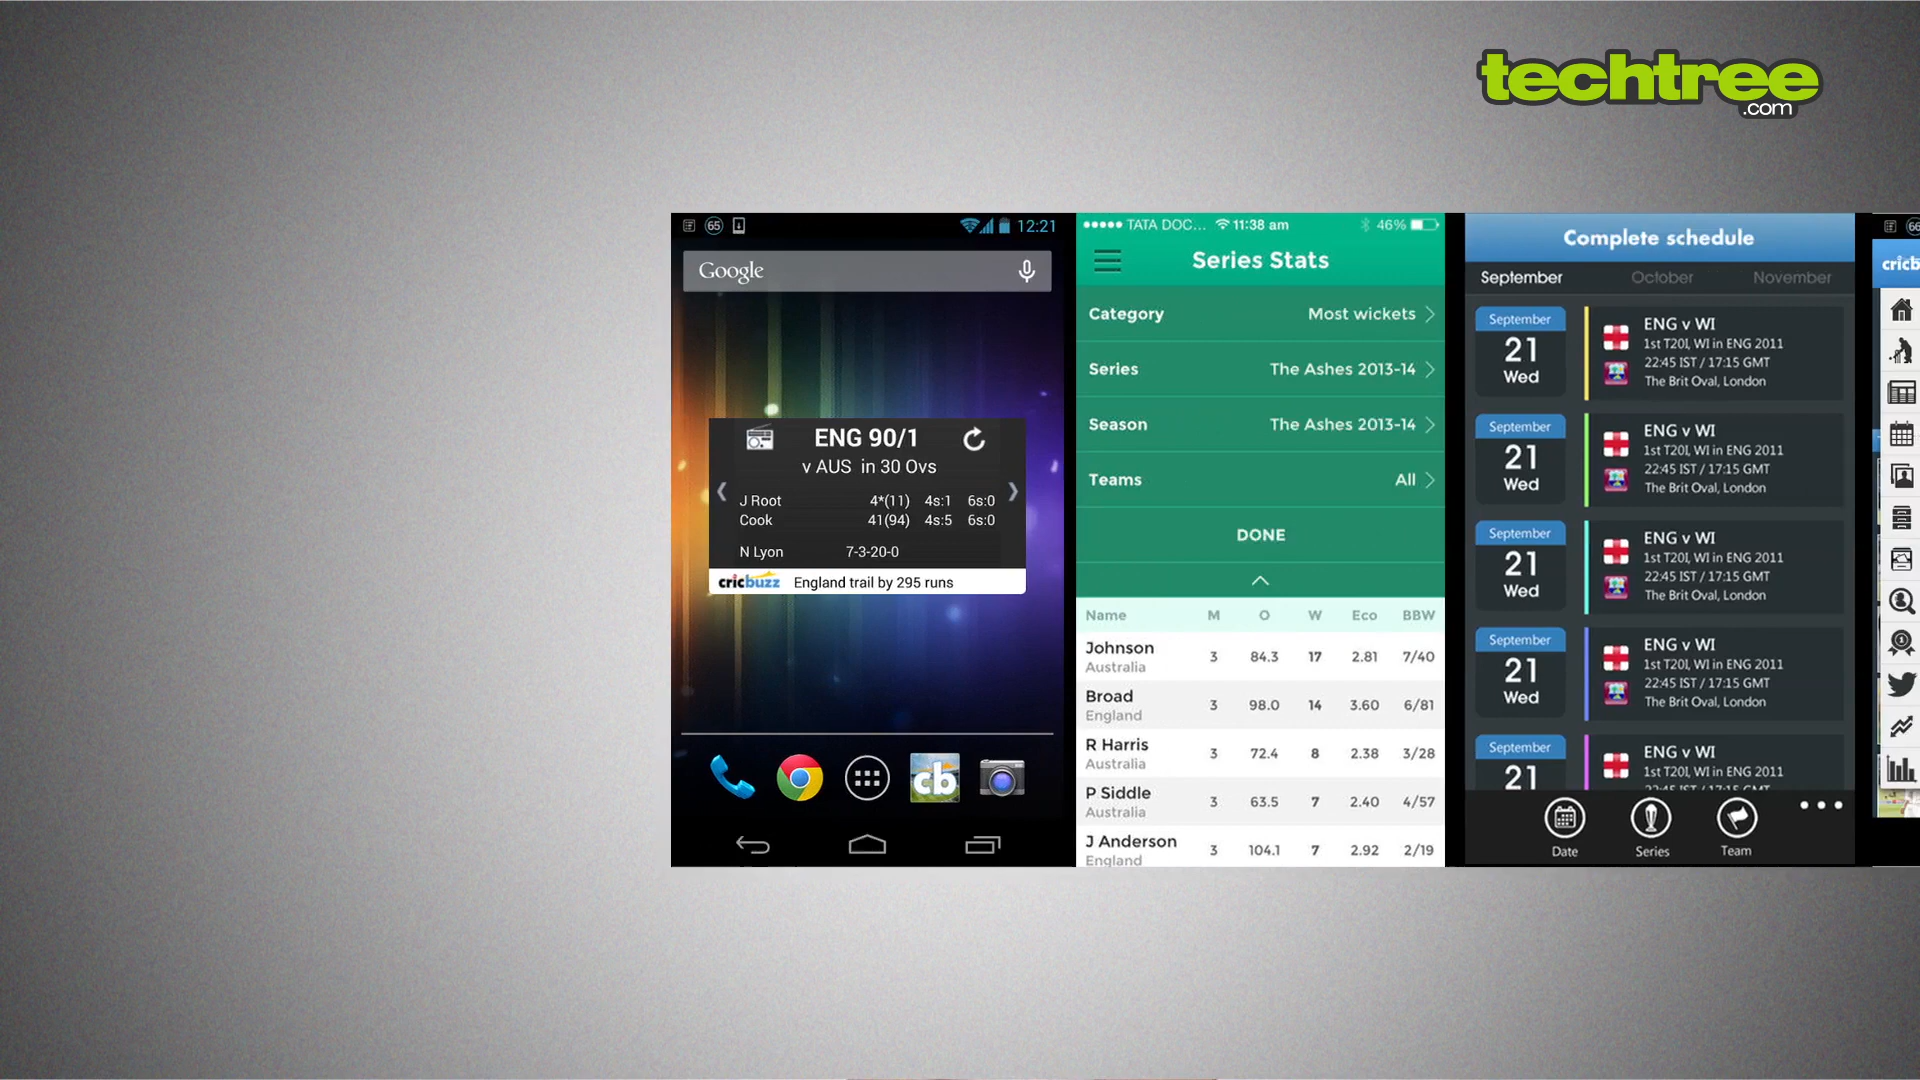 techtree
.com
65
12:21
Google
ENG 90/1
v AUS in 30 Ovs
J Root 4*(11) 4s:1 6s:0
Cook 41(94) 4s:5 6s:0
N Lyon 7-3-20-0
cricbuzz England trail by 295 runs
cb
TATA DOC... 11:38 am 46%
Series Stats
Category Most wickets
Series The Ashes 2013-14
Season The Ashes 2013-14
Teams All
DONE
Name M O W Eco BBW
Johnson 3 84.3 17 2.81 7/40
Australia
Broad 3 98.0 14 3.60 6/81
England
R Harris 3 72.4 8 2.38 3/28
Australia
P Siddle 3 63.5 7 2.40 4/57
Australia
J Anderson 3 104.1 7 2.92 2/19
England
Complete schedule
September October November
September
21
Wed
ENG v WI
1st T20I, WI in ENG 2011
22:45 IST / 17:15 GMT
The Brit Oval, London
September
21
Wed
ENG v WI
1st T20I, WI in ENG 2011
22:45 IST / 17:15 GMT
The Brit Oval, London
September
21
Wed
ENG v WI
1st T20I, WI in ENG 2011
22:45 IST / 17:15 GMT
The Brit Oval, London
September
21
Wed
ENG v WI
1st T20I, WI in ENG 2011
22:45 IST / 17:15 GMT
The Brit Oval, London
September
21
ENG v WI
1st T20I, WI in ENG 2011
Date Series Team
cricb